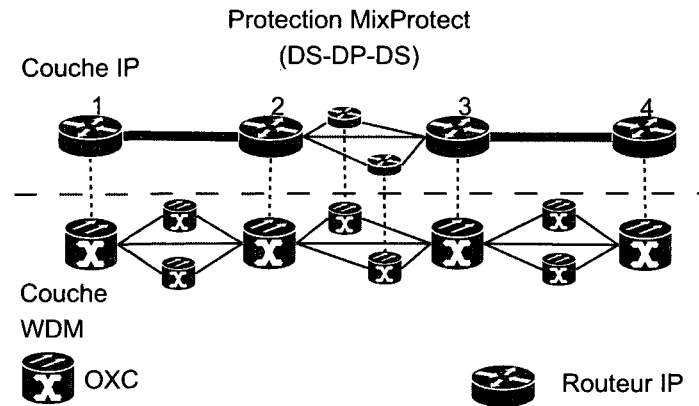 Protection MixProtect
(DS-DP-DS)
Couche IP
1 2 3 4
Couche
WDM
OXC
Routeur IP